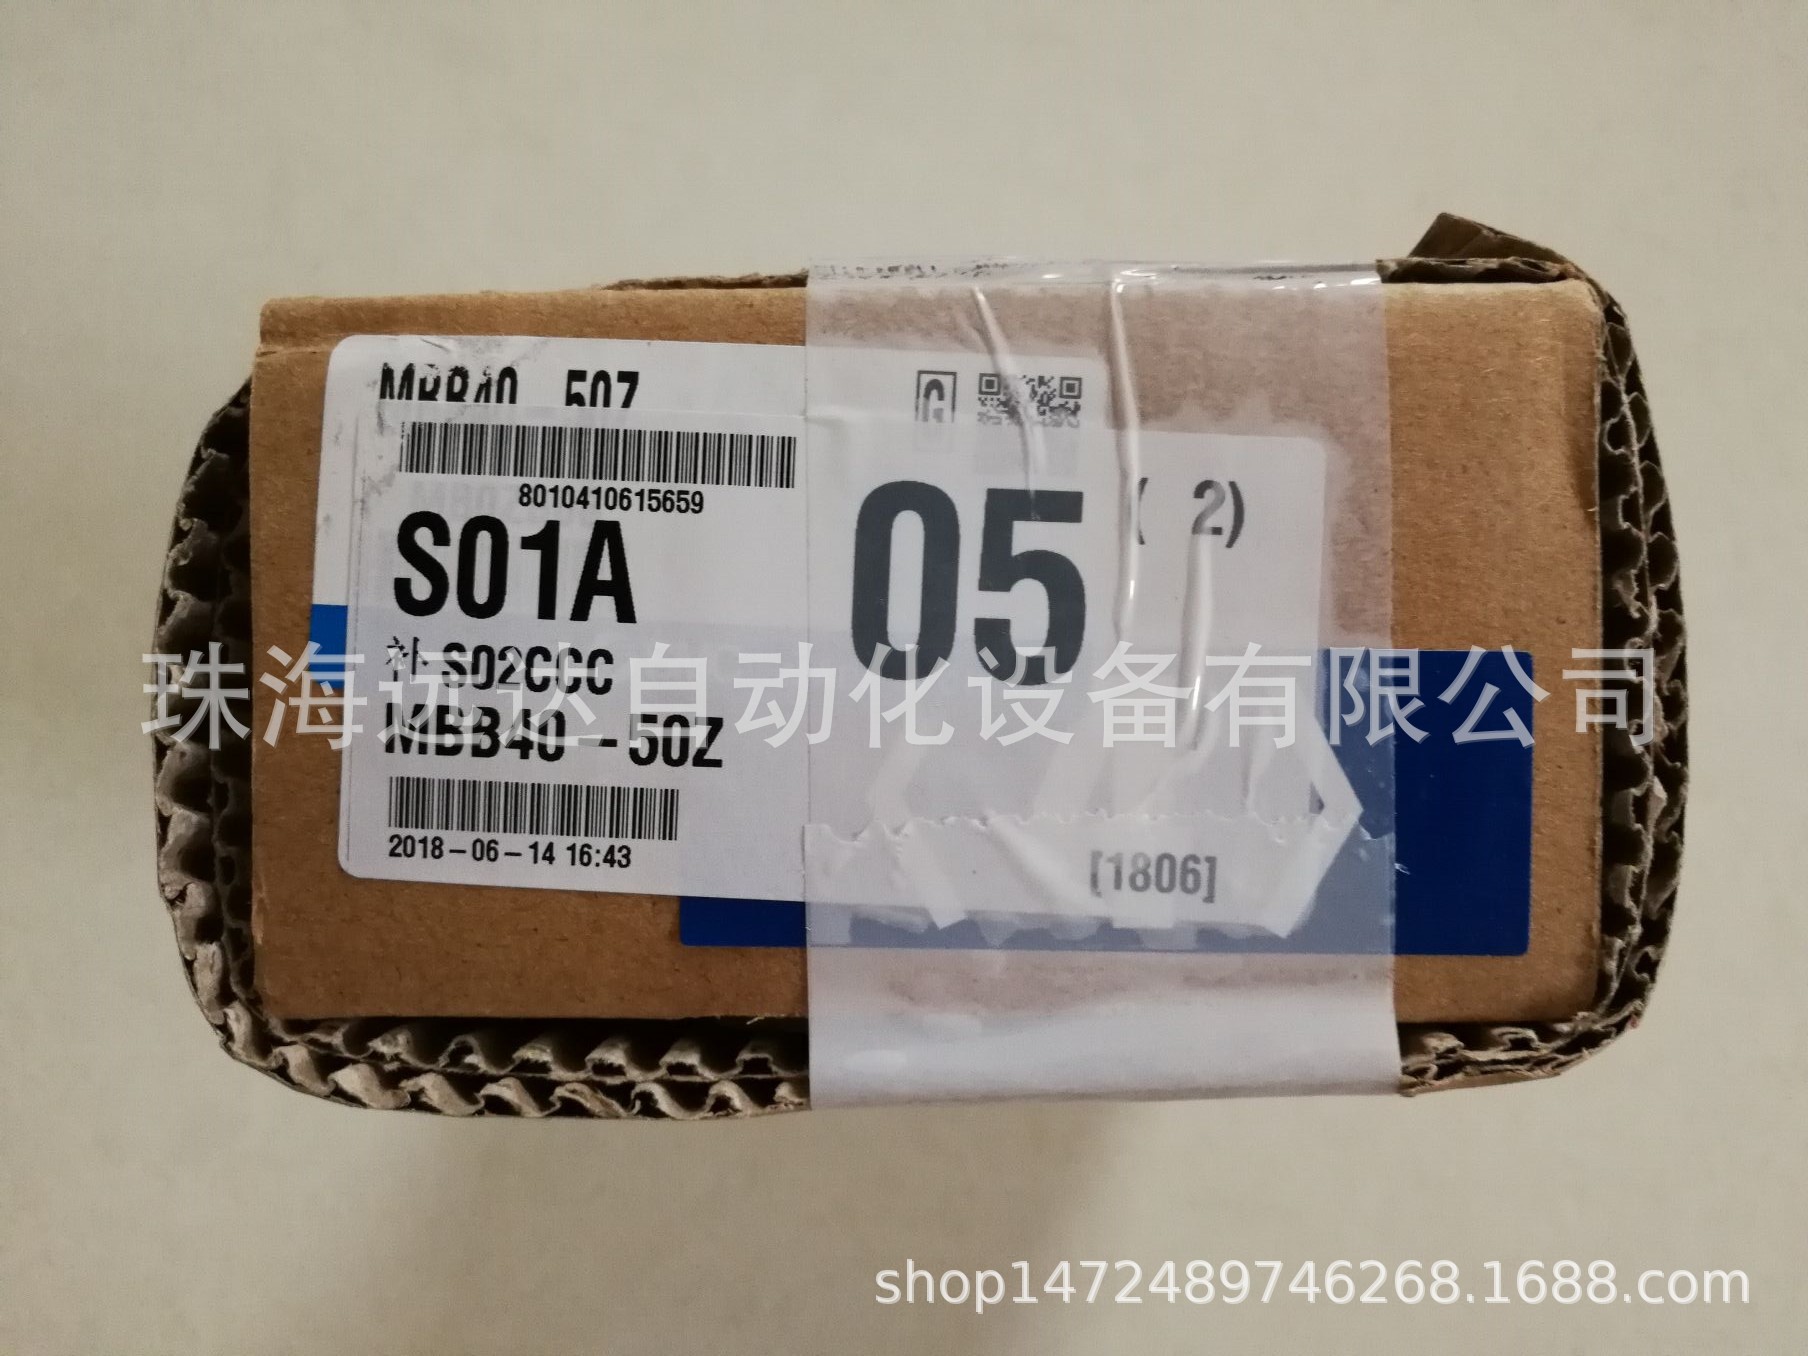 MBB40-50Z
G
8010410615659
S01A
05
( 2)
补 S02CCC
珠海远达自动化设备有限公司
MBB40-50Z
2018-06-14 16:43
[1806]
shop1472489746268.1688.com